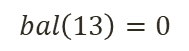 bal(13) = 0